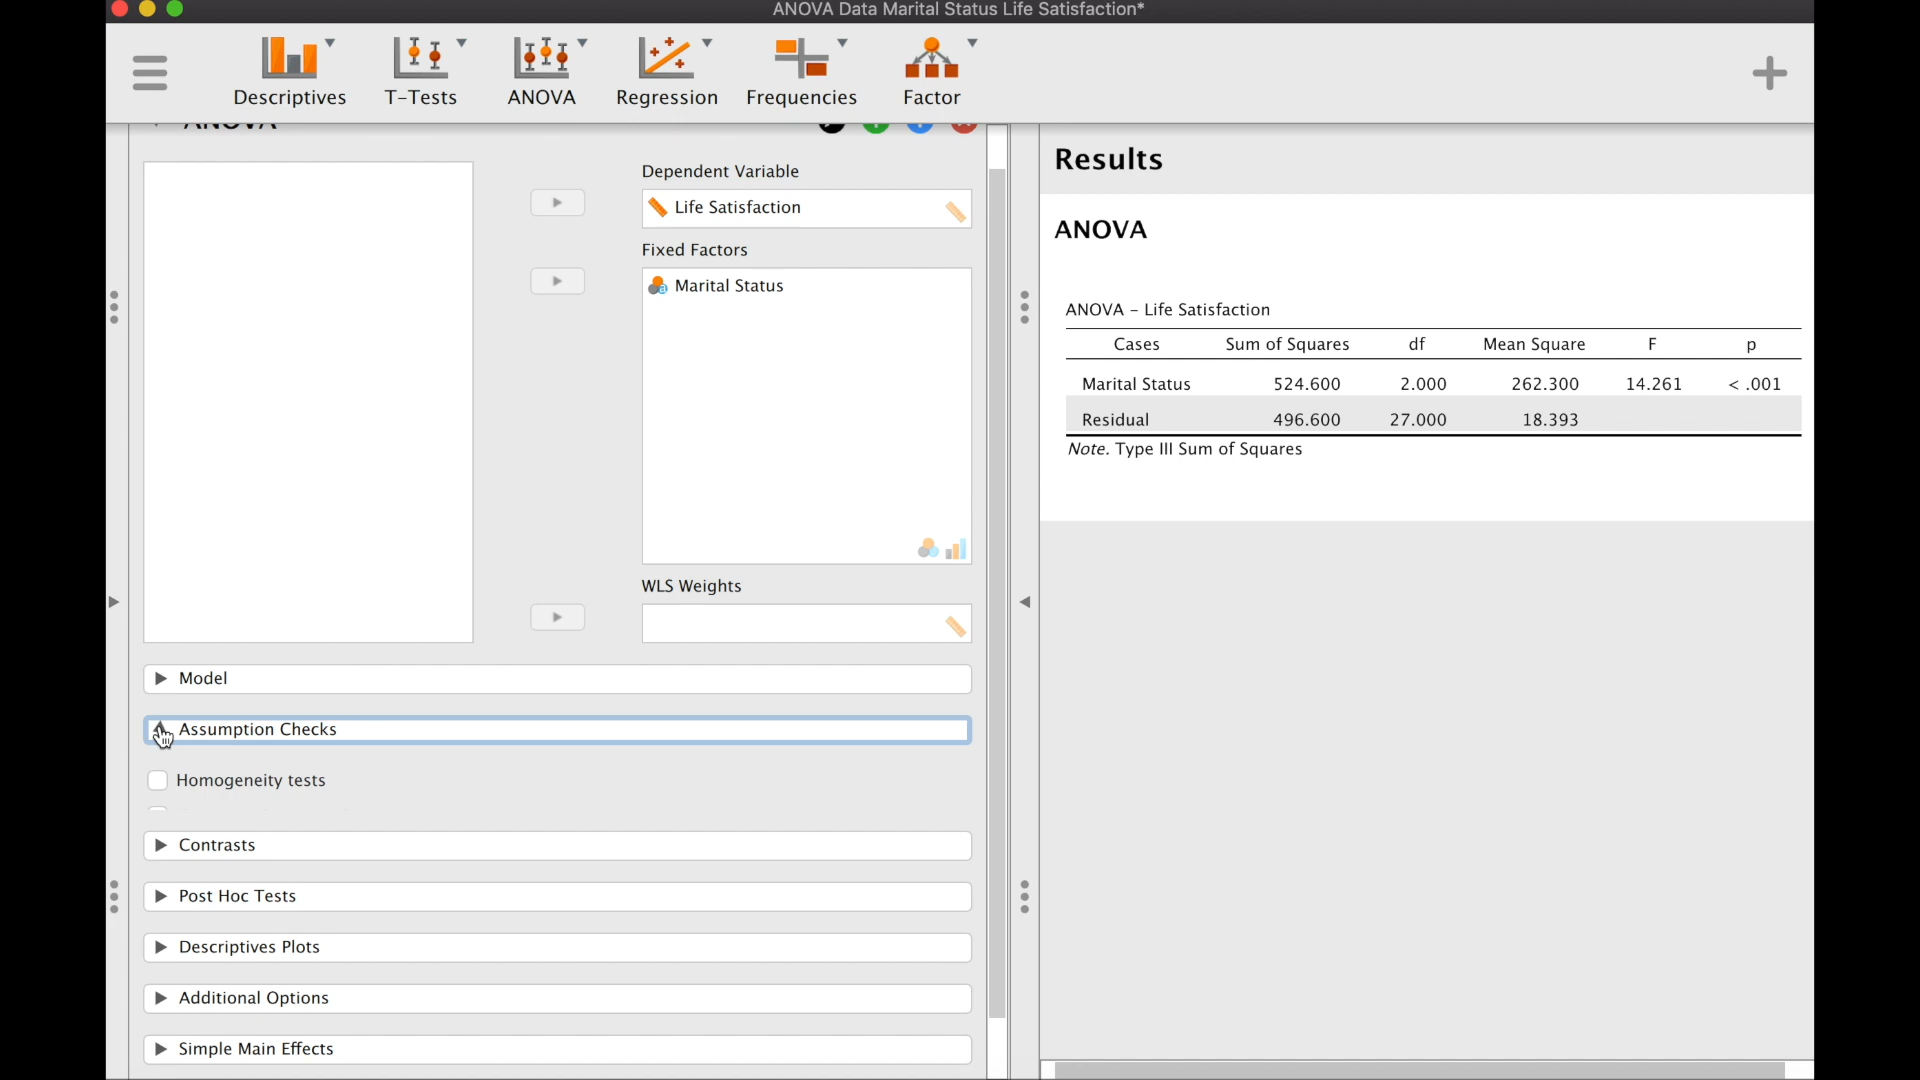 ANOVA Data Marital Status Life Satisfaction*
Descriptives T-Tests ANOVA Regression Frequencies Factor
ANOVA
Dependent Variable
Life Satisfaction
Fixed Factors
Marital Status
WLS Weights
Model
Assumption Checks
Homogeneity tests
Contrasts
Post Hoc Tests
Descriptives Plots
Additional Options
Simple Main Effects
Results
ANOVA
ANOVA – Life Satisfaction
Cases Sum of Squares df Mean Square F p
Marital Status 524.600 2.000 262.300 14.261 < .001
Residual 496.600 27.000 18.393
Note. Type III Sum of Squares